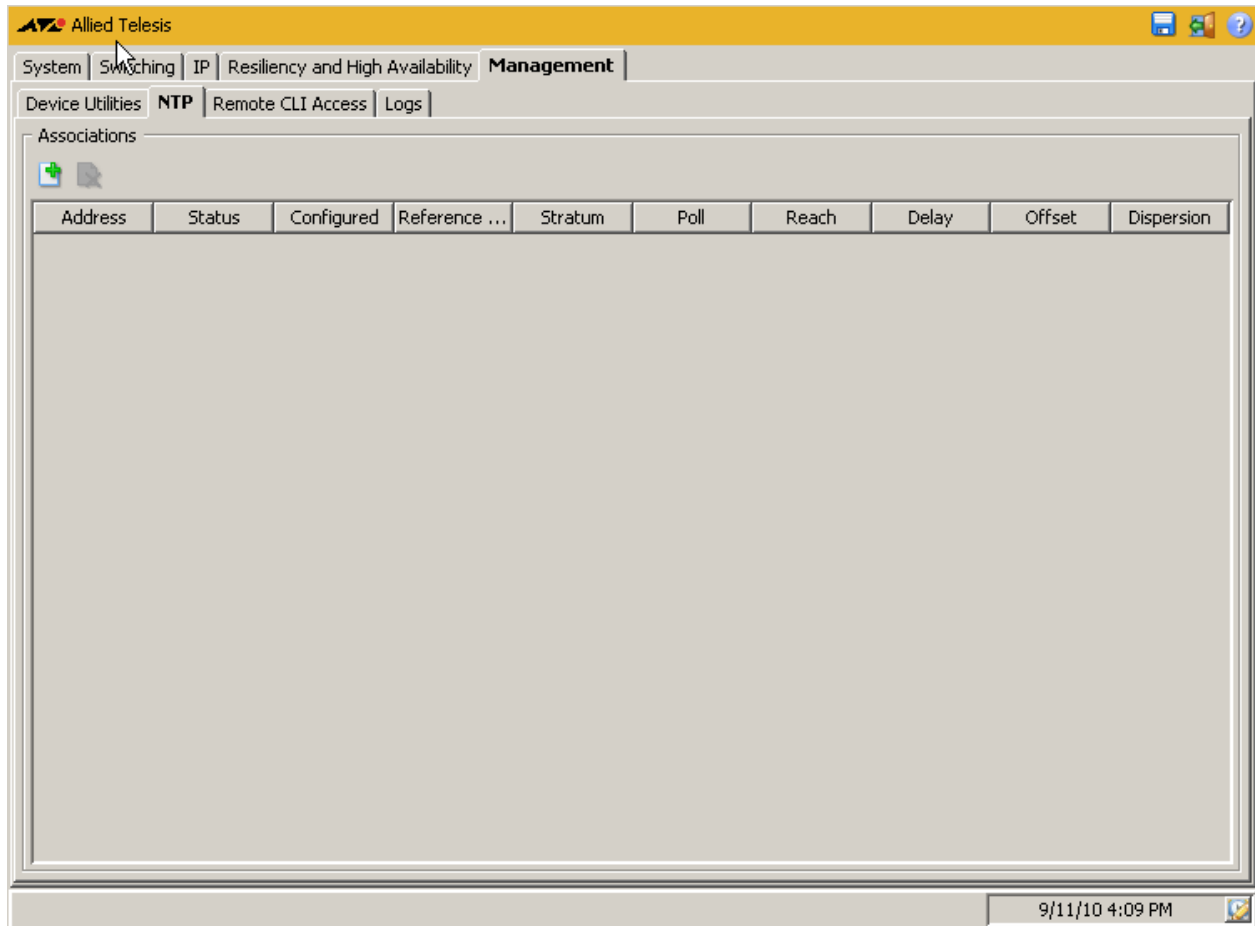 Allied Telesis
System Switching IP Resiliency and High Availability Management
Device Utilities NTP Remote CLI Access Logs
Associations
Address Status Configured Reference ... Stratum Poll Reach Delay Offset Dispersion
9/11/10 4:09 PM